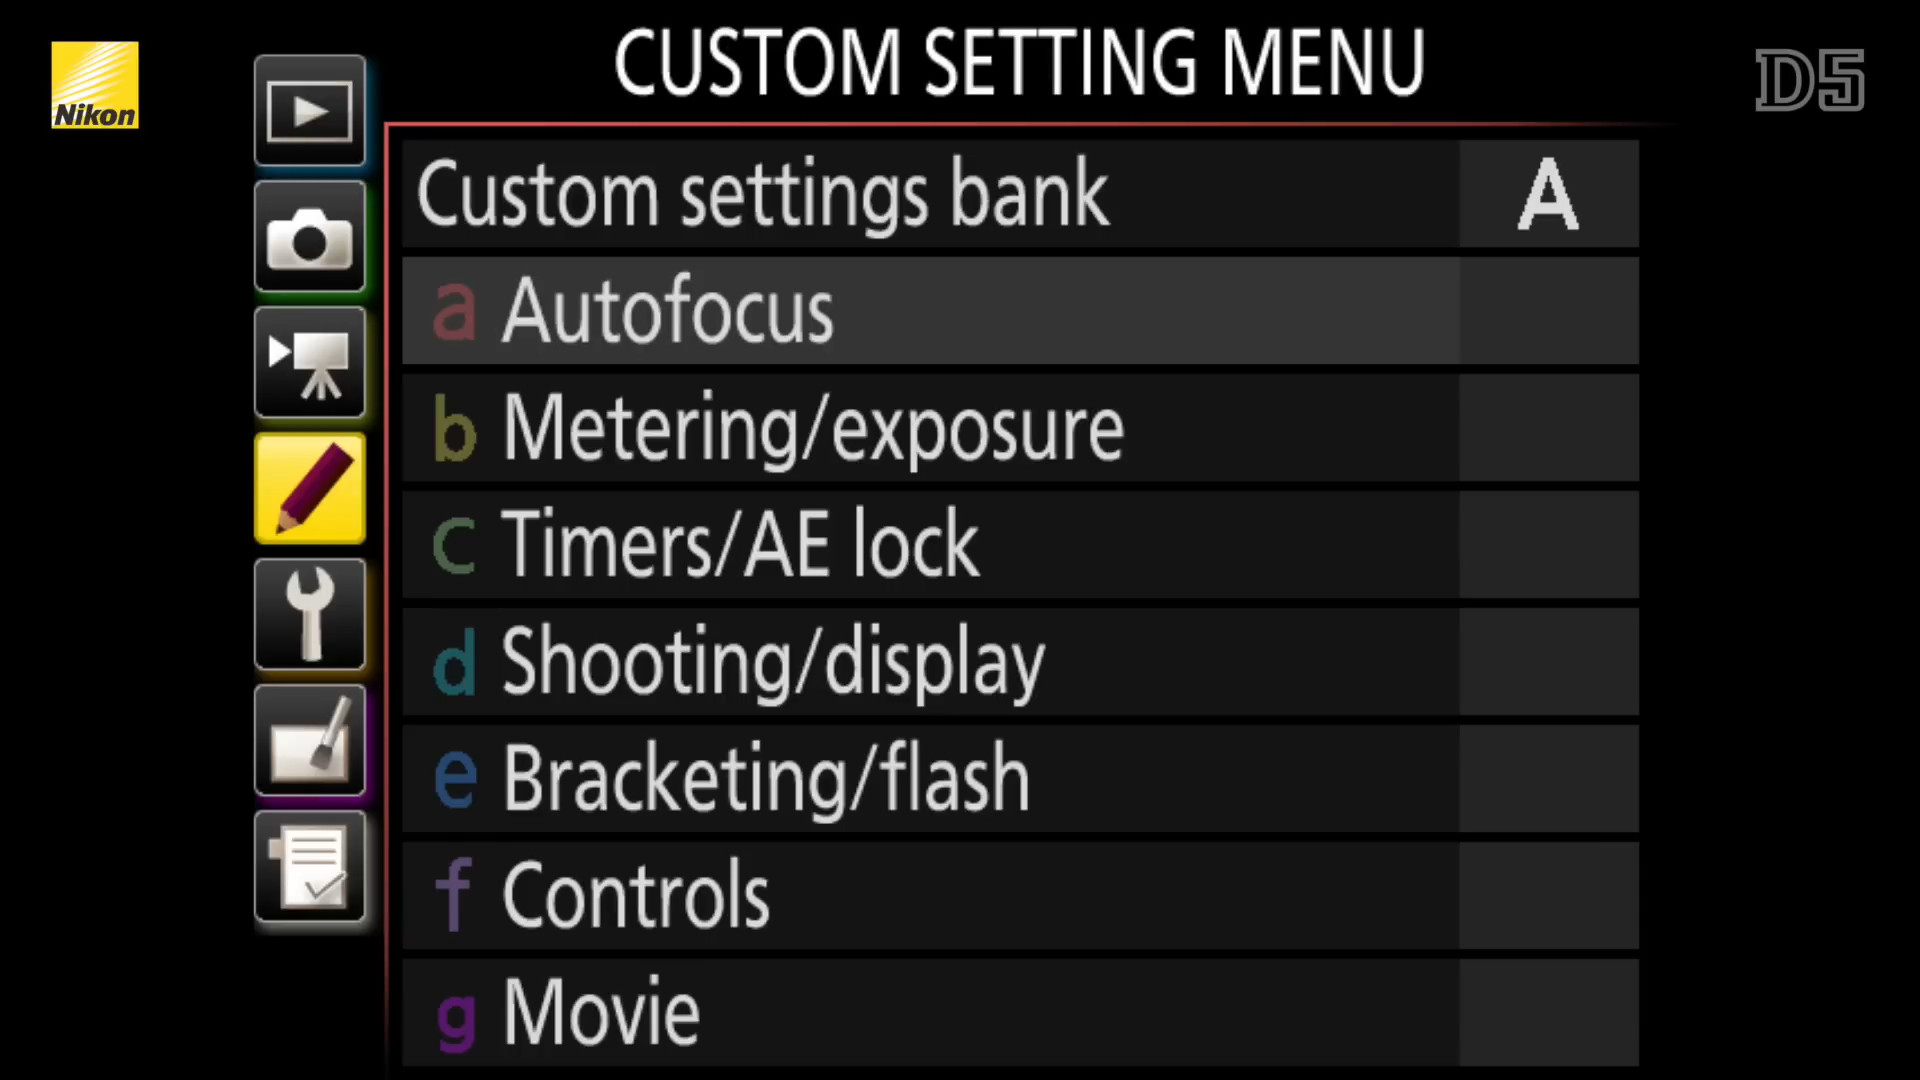 Nikon
CUSTOM SETTING MENU
D5
Custom settings bank A
a Autofocus
b Metering/exposure
c Timers/AE lock
d Shooting/display
e Bracketing/flash
f Controls
g Movie